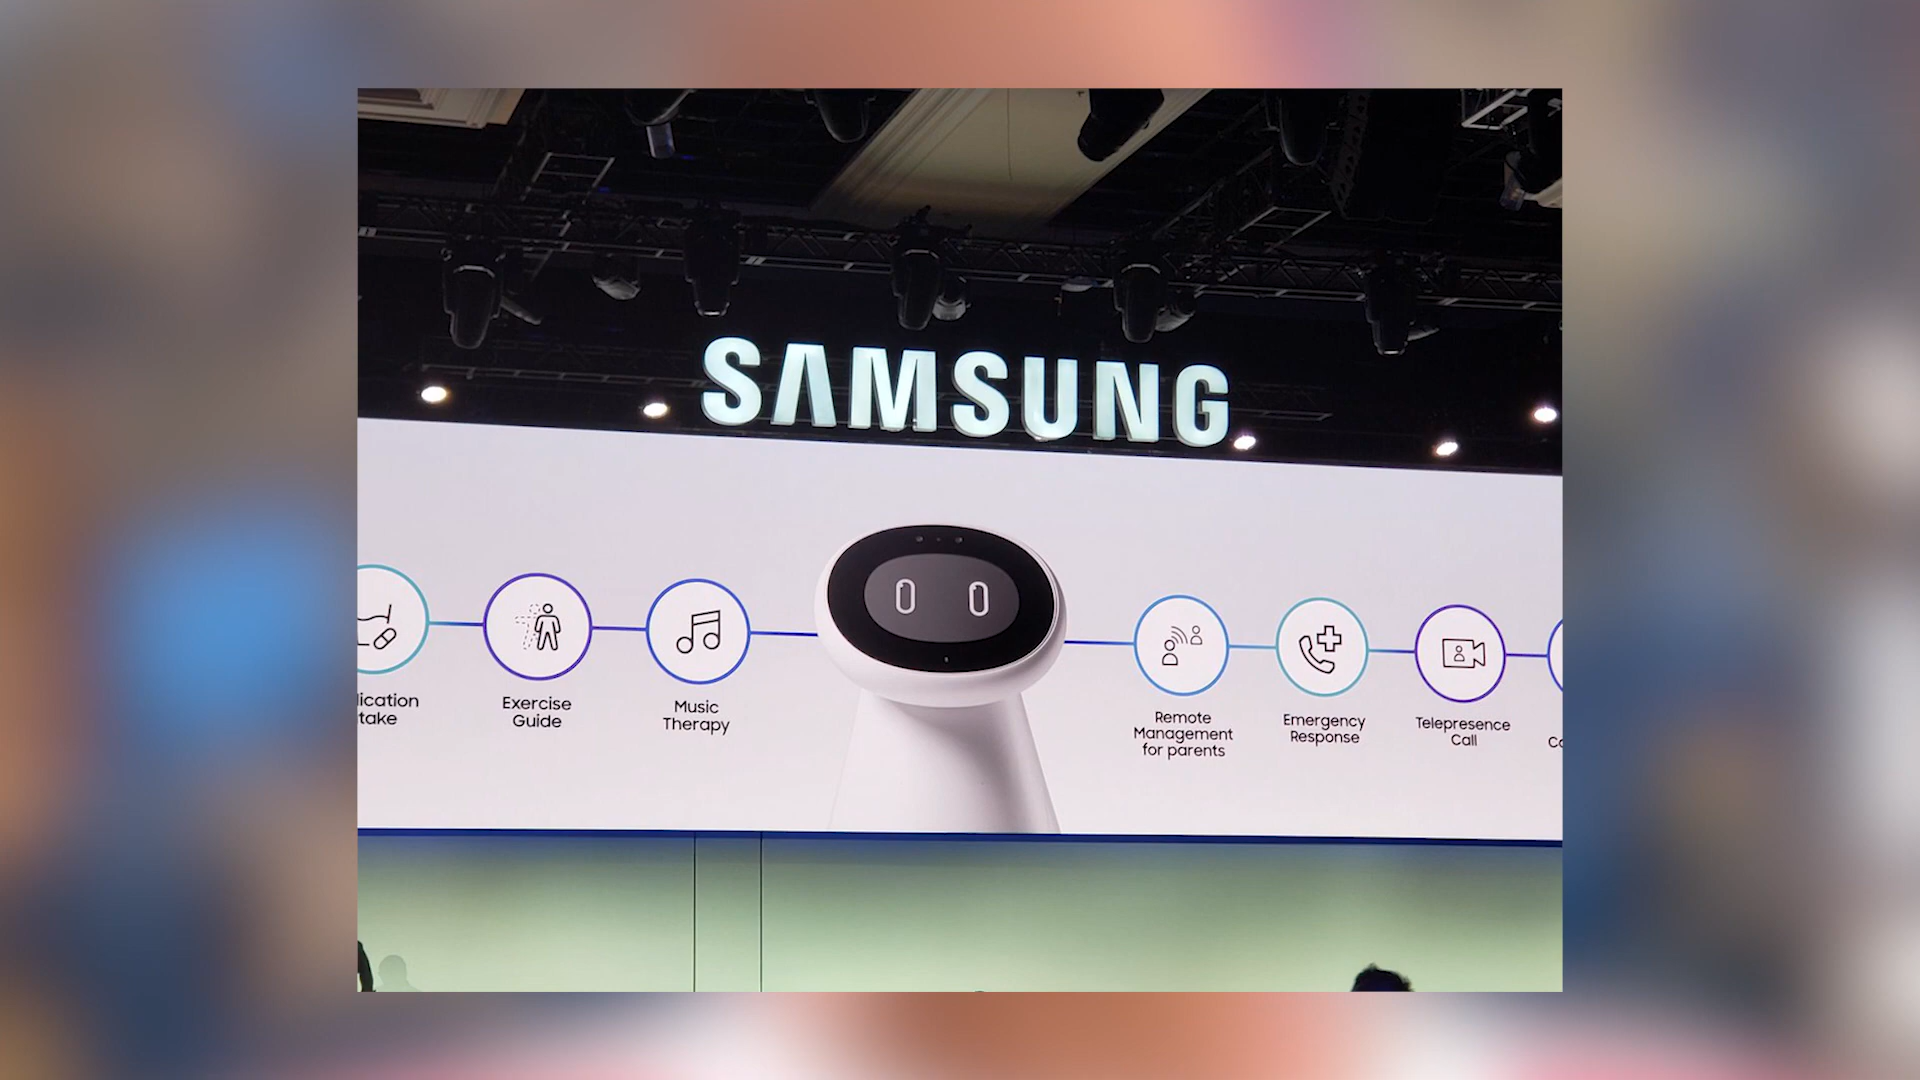 SAMSUNG
Exercise
Guide
Music
Therapy
Remote
Management
for parents
Emergency
Response
Telepresence
Call